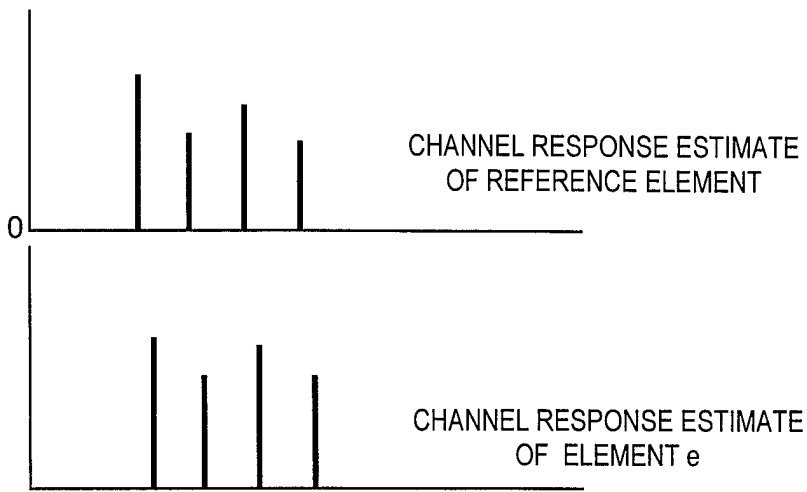 CHANNEL RESPONSE ESTIMATE
OF REFERENCE ELEMENT
0
CHANNEL RESPONSE ESTIMATE
OF ELEMENT e